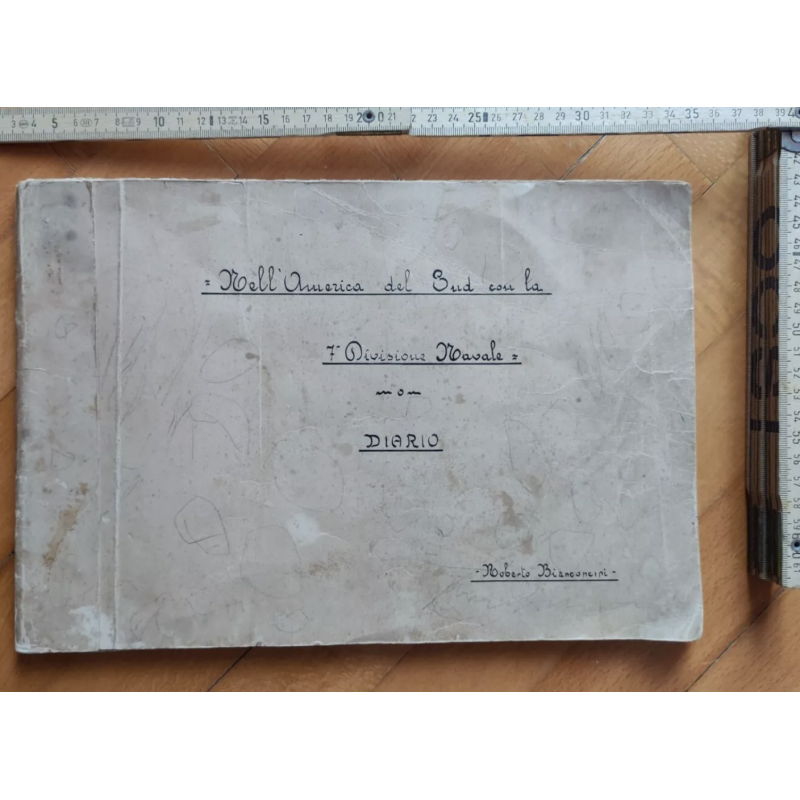 = Nell'America del Sud con la
7ª Divisione Navale =
~ o ~
DIARIO
- Roberto Bianconcini -